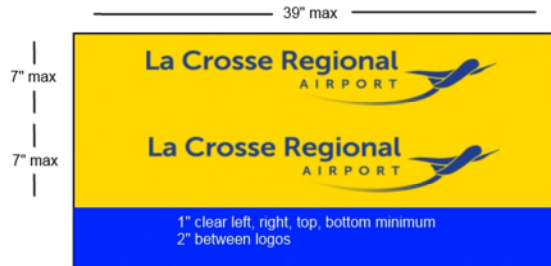 39" max
7" max
La Crosse Regional
AIRPORT
7" max
La Crosse Regional
AIRPORT
1" clear left, right, top, bottom minimum
2" between logos